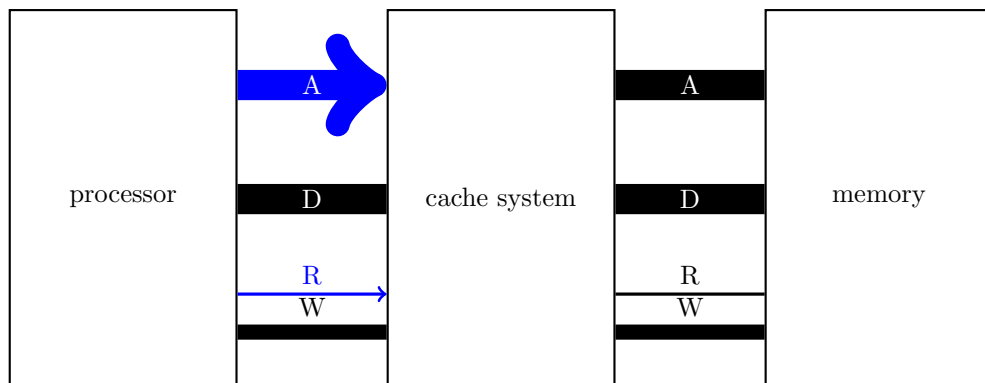 A
A
processor
D
cache system
D
memory
R
R
W
W